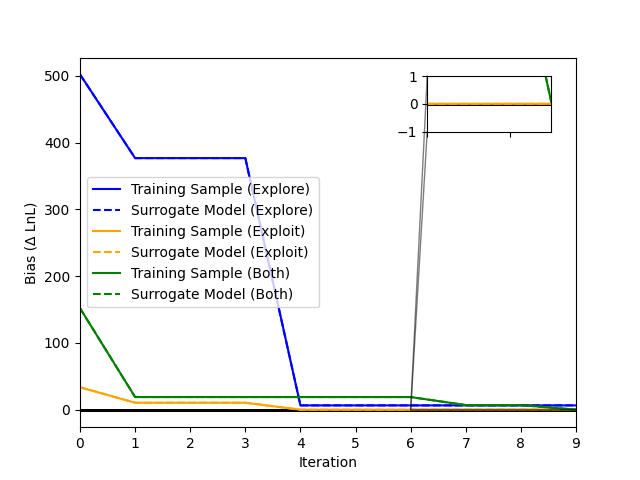 500
400
300
200
100
0
Bias (Δ LnL)
1
0
−1
Training Sample (Explore)
Surrogate Model (Explore)
Training Sample (Exploit)
Surrogate Model (Exploit)
Training Sample (Both)
Surrogate Model (Both)
0 1 2 3 4 5 6 7 8 9
Iteration